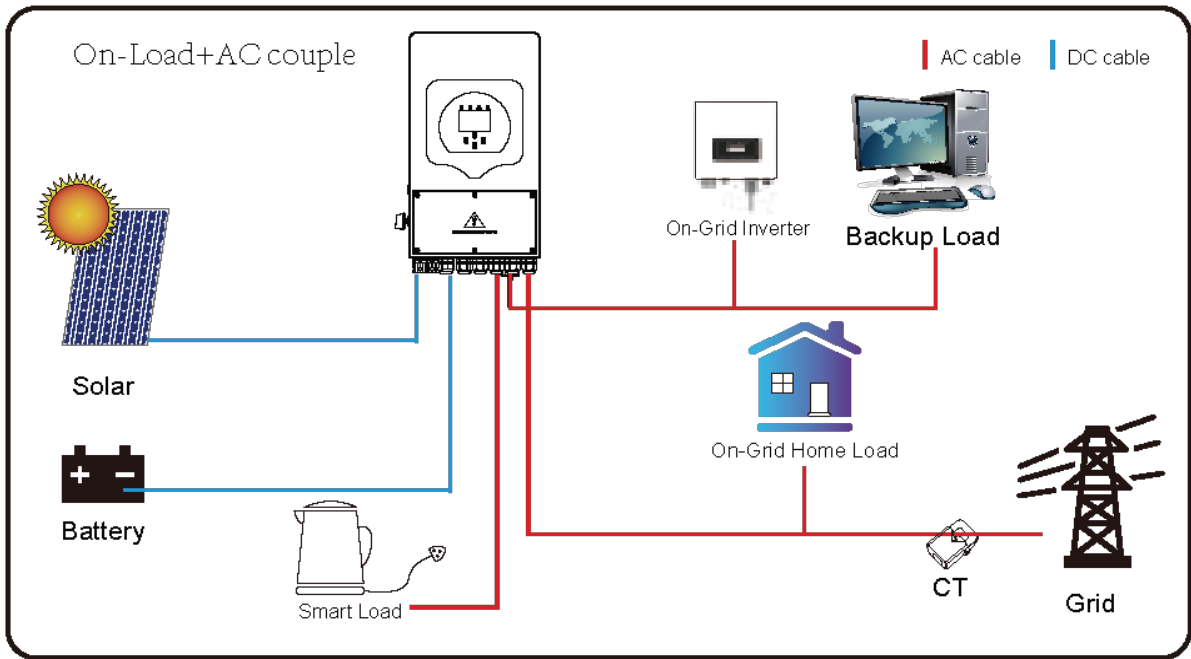 On-Load+AC couple
AC cable
DC cable
On-Grid Inverter
Backup Load
Solar
On-Grid Home Load
Battery
Smart Load
CT
Grid